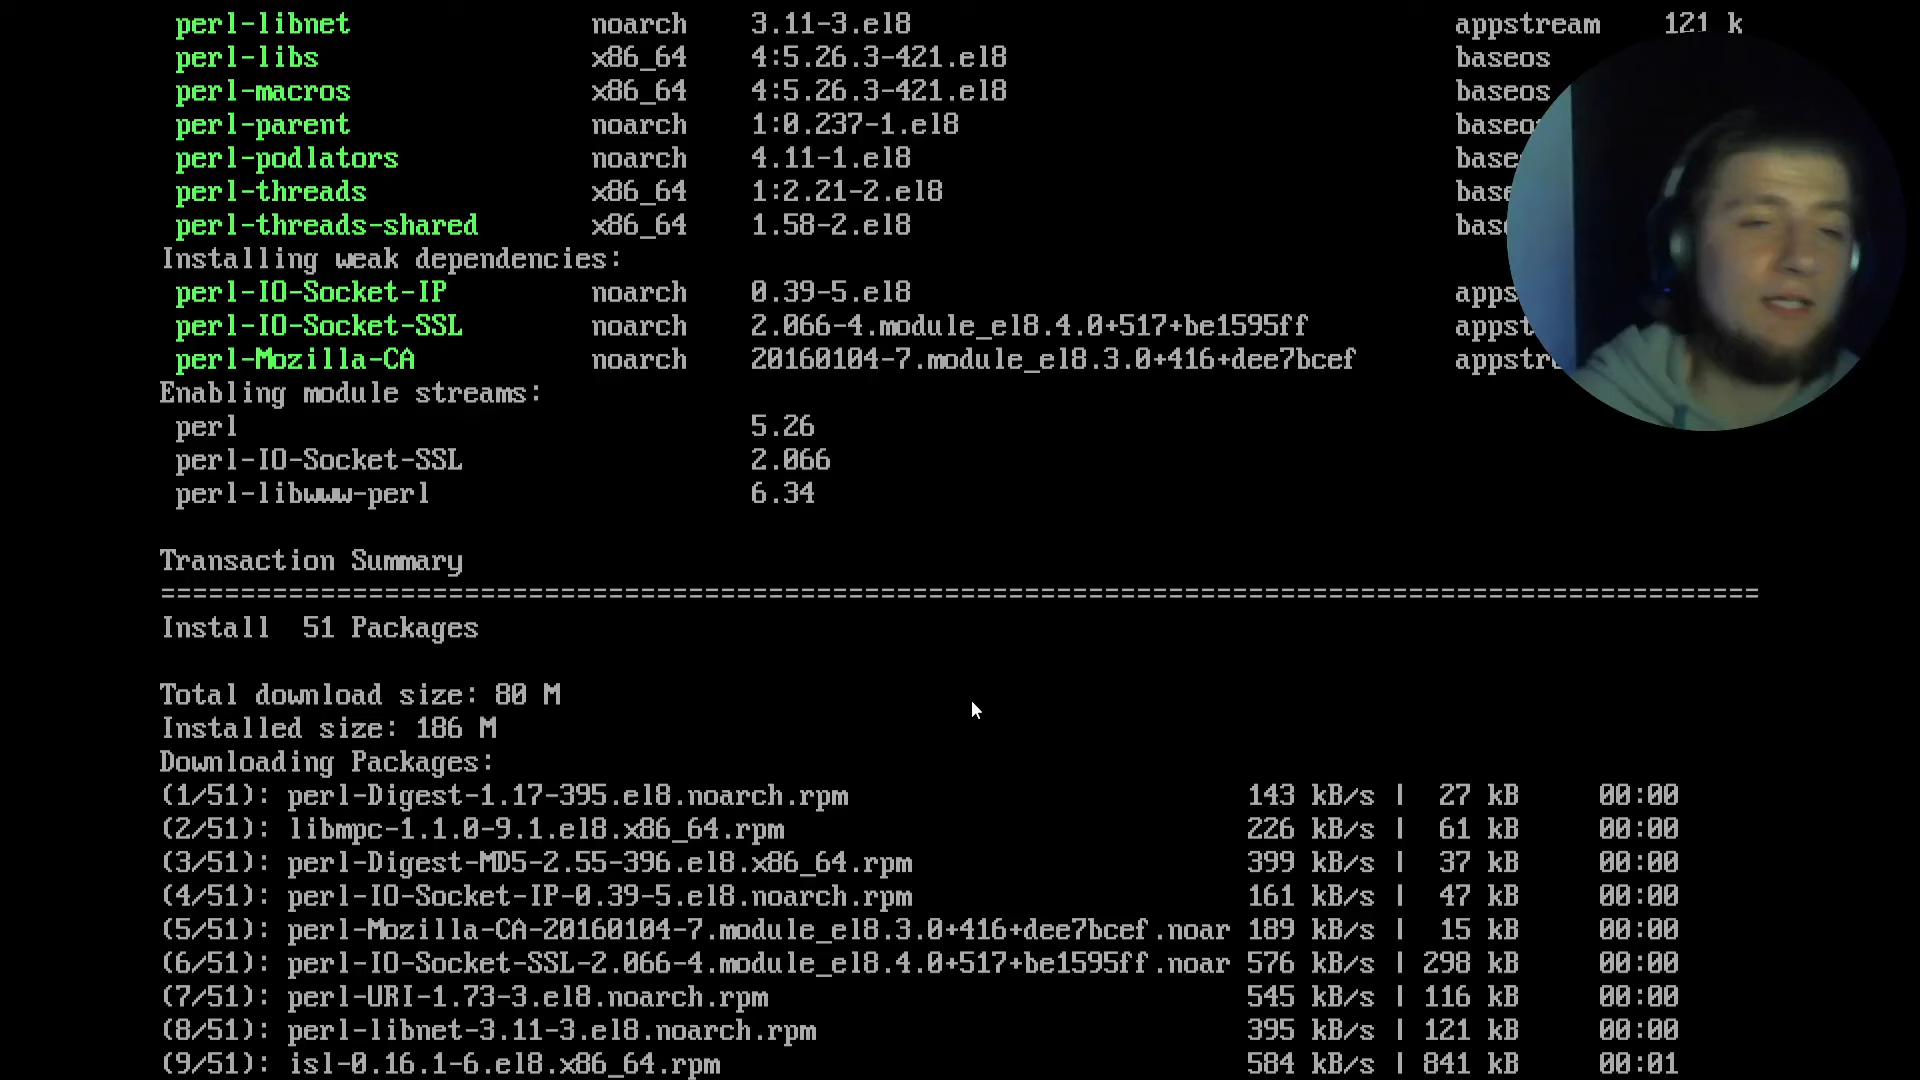 perl-libnet noarch 3.11-3.el8 appstream 121 k
perl-libs x86_64 4:5.26.3-421.el8 baseos
perl-macros x86_64 4:5.26.3-421.el8 baseos
perl-parent noarch 1:0.237-1.el8 baseo
perl-podlators noarch 4.11-1.el8 base
perl-threads x86_64 1:2.21-2.el8 base
perl-threads-shared x86_64 1.58-2.el8 bas
Installing weak dependencies:
perl-IO-Socket-IP noarch 0.39-5.el8 apps
perl-IO-Socket-SSL noarch 2.066-4.module_el8.4.0+517+be1595ff appst
perl-Mozilla-CA noarch 20160104-7.module_el8.3.0+416+dee7bcef appstr
Enabling module streams:
perl 5.26
perl-IO-Socket-SSL 2.066
perl-libwww-perl 6.34
Transaction Summary
====================================================================================================
Install 51 Packages
Total download size: 80 M
Installed size: 186 M
Downloading Packages:
(1/51): perl-Digest-1.17-395.el8.noarch.rpm 143 kB/s | 27 kB 00:00
(2/51): libmpc-1.1.0-9.1.el8.x86_64.rpm 226 kB/s | 61 kB 00:00
(3/51): perl-Digest-MD5-2.55-396.el8.x86_64.rpm 399 kB/s | 37 kB 00:00
(4/51): perl-IO-Socket-IP-0.39-5.el8.noarch.rpm 161 kB/s | 47 kB 00:00
(5/51): perl-Mozilla-CA-20160104-7.module_el8.3.0+416+dee7bcef.noar 189 kB/s | 15 kB 00:00
(6/51): perl-IO-Socket-SSL-2.066-4.module_el8.4.0+517+be1595ff.noar 576 kB/s | 298 kB 00:00
(7/51): perl-URI-1.73-3.el8.noarch.rpm 545 kB/s | 116 kB 00:00
(8/51): perl-libnet-3.11-3.el8.noarch.rpm 395 kB/s | 121 kB 00:00
(9/51): isl-0.16.1-6.el8.x86_64.rpm 584 kB/s | 841 kB 00:01